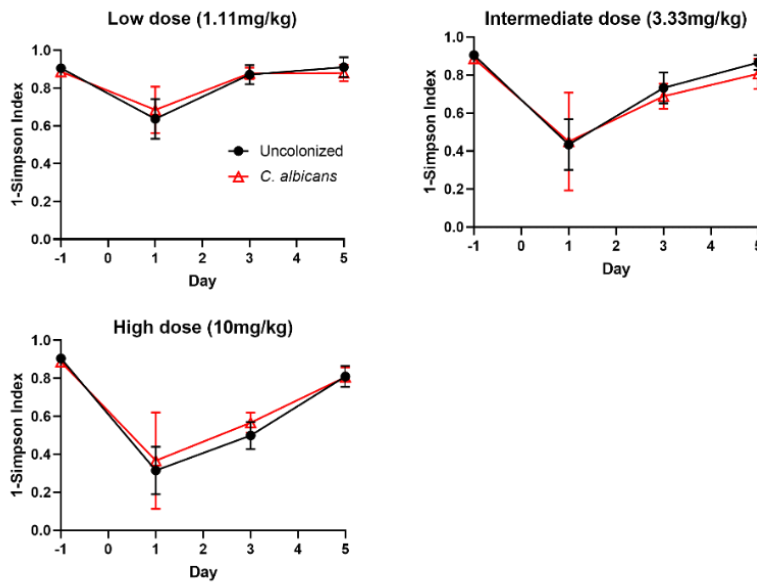 Low dose (1.11mg/kg)
1-Simpson Index
1.0
0.8
0.6
0.4
0.2
0.0
Uncolonized
C. albicans
-1 0 1 2 3 4 5
Day
Intermediate dose (3.33mg/kg)
1-Simpson Index
1.0
0.8
0.6
0.4
0.2
0.0
-1 0 1 2 3 4 5
Day
High dose (10mg/kg)
1-Simpson Index
1.0
0.8
0.6
0.4
0.2
0.0
-1 0 1 2 3 4 5
Day